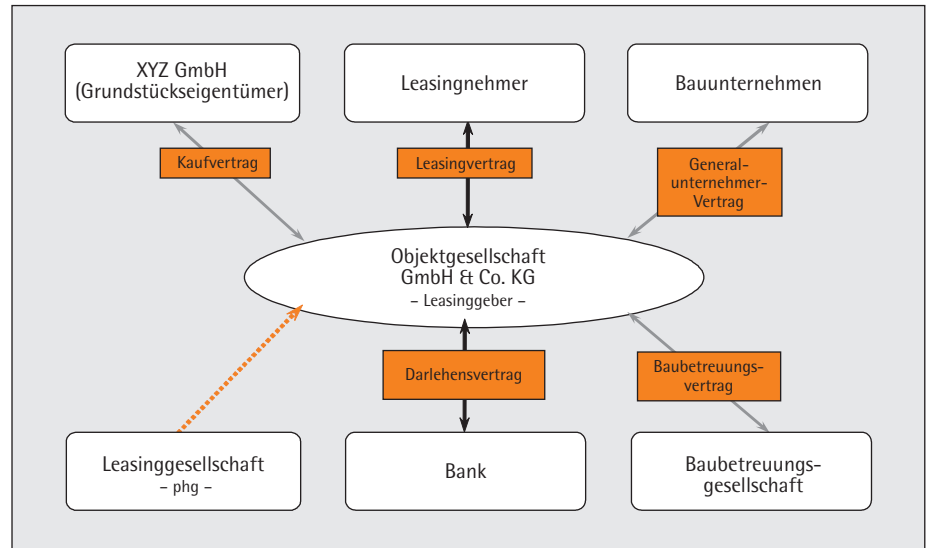 XYZ GmbH
(Grundstückseigentümer)
Leasingnehmer
Bauunternehmen
Kaufvertrag
Leasingvertrag
General-
unternehmer-
Vertrag
Objektgesellschaft
GmbH & Co. KG
– Leasinggeber –
Darlehensvertrag
Baubetreuungs-
vertrag
Leasinggesellschaft
– phg –
Bank
Baubetreuungs-
gesellschaft